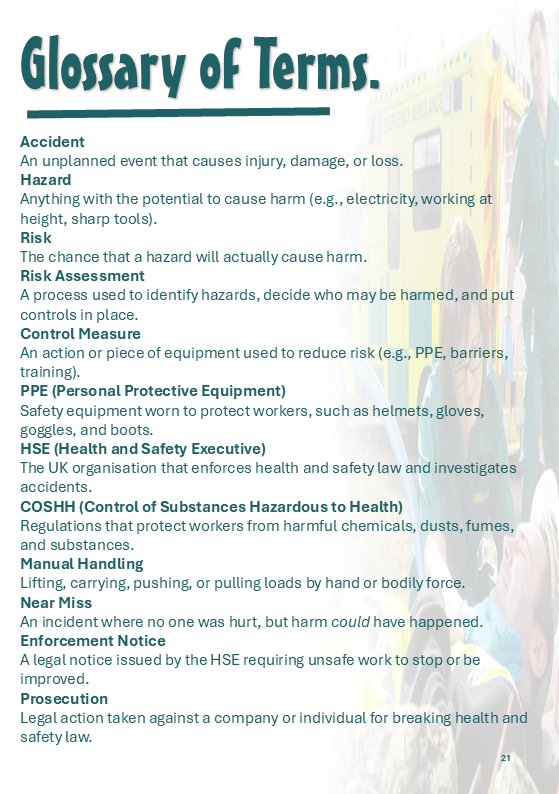 Glossary of Terms.
EMERGENCY AMBULANCE
Accident
An unplanned event that causes injury, damage, or loss.
Hazard
Anything with the potential to cause harm (e.g., electricity, working at
height, sharp tools).
Risk
The chance that a hazard will actually cause harm.
Risk Assessment
A process used to identify hazards, decide who may be harmed, and put
controls in place.
Control Measure
An action or piece of equipment used to reduce risk (e.g., PPE, barriers,
training).
PPE (Personal Protective Equipment)
Safety equipment worn to protect workers, such as helmets, gloves,
goggles, and boots.
HSE (Health and Safety Executive)
The UK organisation that enforces health and safety law and investigates
accidents.
COSHH (Control of Substances Hazardous to Health)
Regulations that protect workers from harmful chemicals, dusts, fumes,
and substances.
Manual Handling
Lifting, carrying, pushing, or pulling loads by hand or bodily force.
Near Miss
An incident where no one was hurt, but harm could have happened.
Enforcement Notice
A legal notice issued by the HSE requiring unsafe work to stop or be
improved.
Prosecution
Legal action taken against a company or individual for breaking health and
safety law.
21